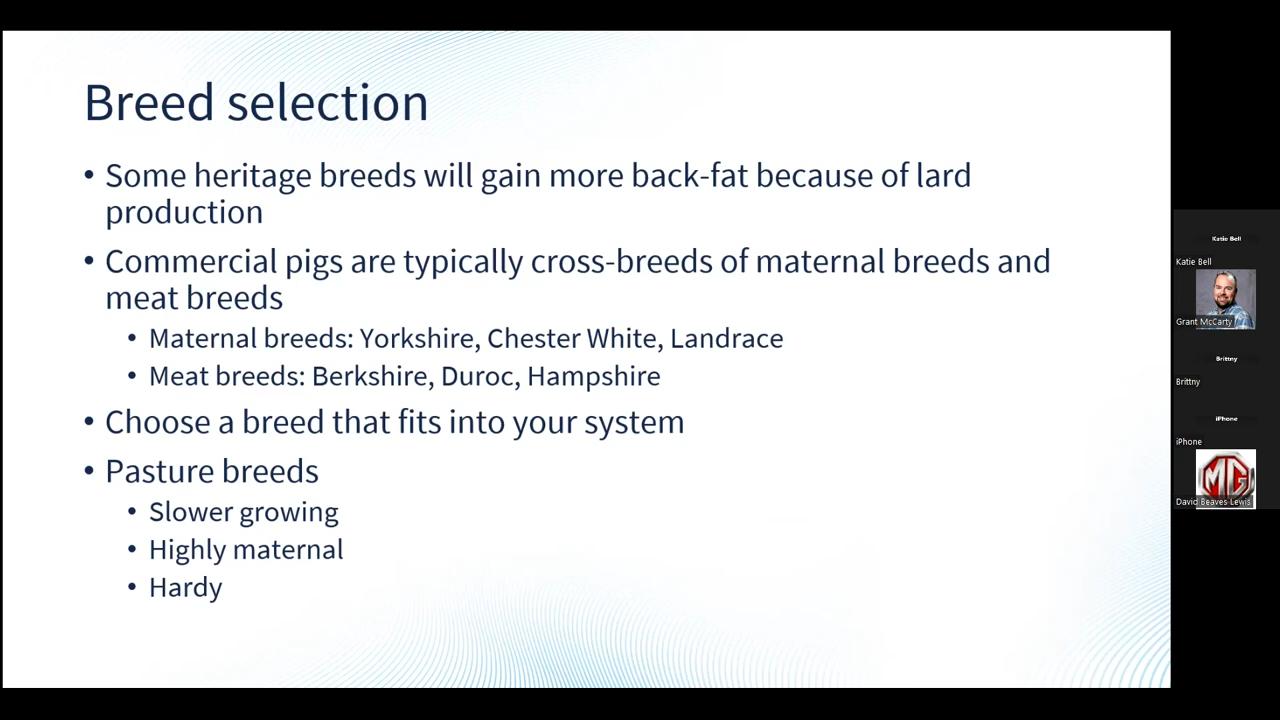 Breed selection
• Some heritage breeds will gain more back-fat because of lard
production
• Commercial pigs are typically cross-breeds of maternal breeds and
meat breeds
• Maternal breeds: Yorkshire, Chester White, Landrace
• Meat breeds: Berkshire, Duroc, Hampshire
• Choose a breed that fits into your system
• Pasture breeds
• Slower growing
• Highly maternal
• Hardy
Katie Bell
Katie Bell
Grant McCarty
Brittny
Brittny
iPhone
iPhone
MG
David Beaves Lewis